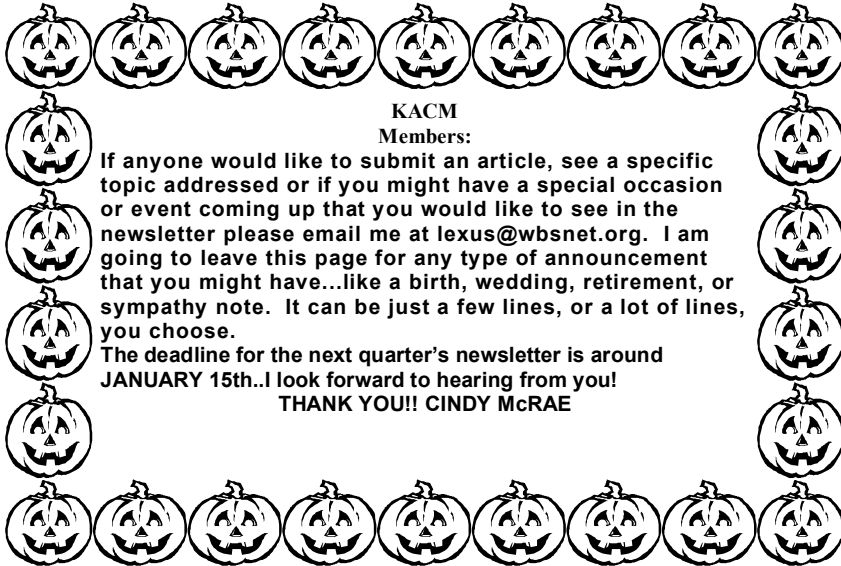 KACM
Members:
If anyone would like to submit an article, see a specific
topic addressed or if you might have a special occasion
or event coming up that you would like to see in the
newsletter please email me at lexus@wbsnet.org.  I am
going to leave this page for any type of announcement
that you might have...like a birth, wedding, retirement, or
sympathy note.  It can be just a few lines, or a lot of lines,
you choose.
The deadline for the next quarter's newsletter is around
JANUARY 15th..I look forward to hearing from you!
THANK YOU!! CINDY McRAE